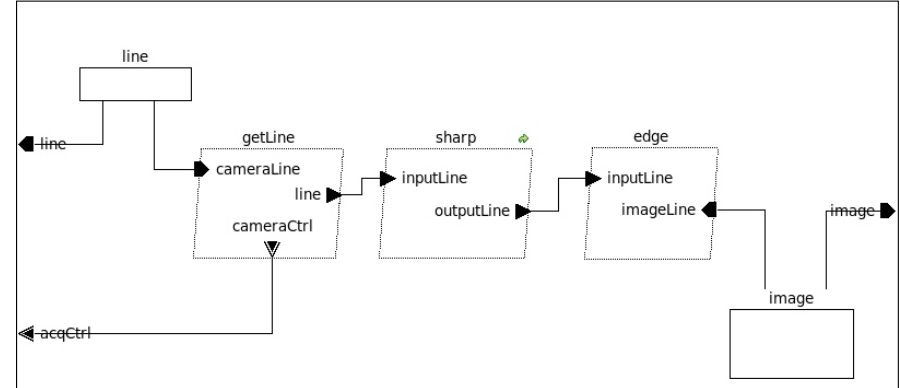 line
line
getLine
cameraLine
line
cameraCtrl
sharp
inputLine
outputLine
edge
inputLine
imageLine
image
image
acqCtrl